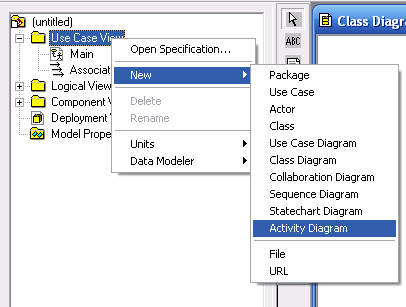 (untitled)
Use Case View
Main
Associat
Logical View
Component V
Deployment
Model Prope
Open Specification...
New
Delete
Rename
Units
Data Modeler
Package
Use Case
Actor
Class
Use Case Diagram
Class Diagram
Collaboration Diagram
Sequence Diagram
Statechart Diagram
Activity Diagram
File
URL
ABC
Class Diagra